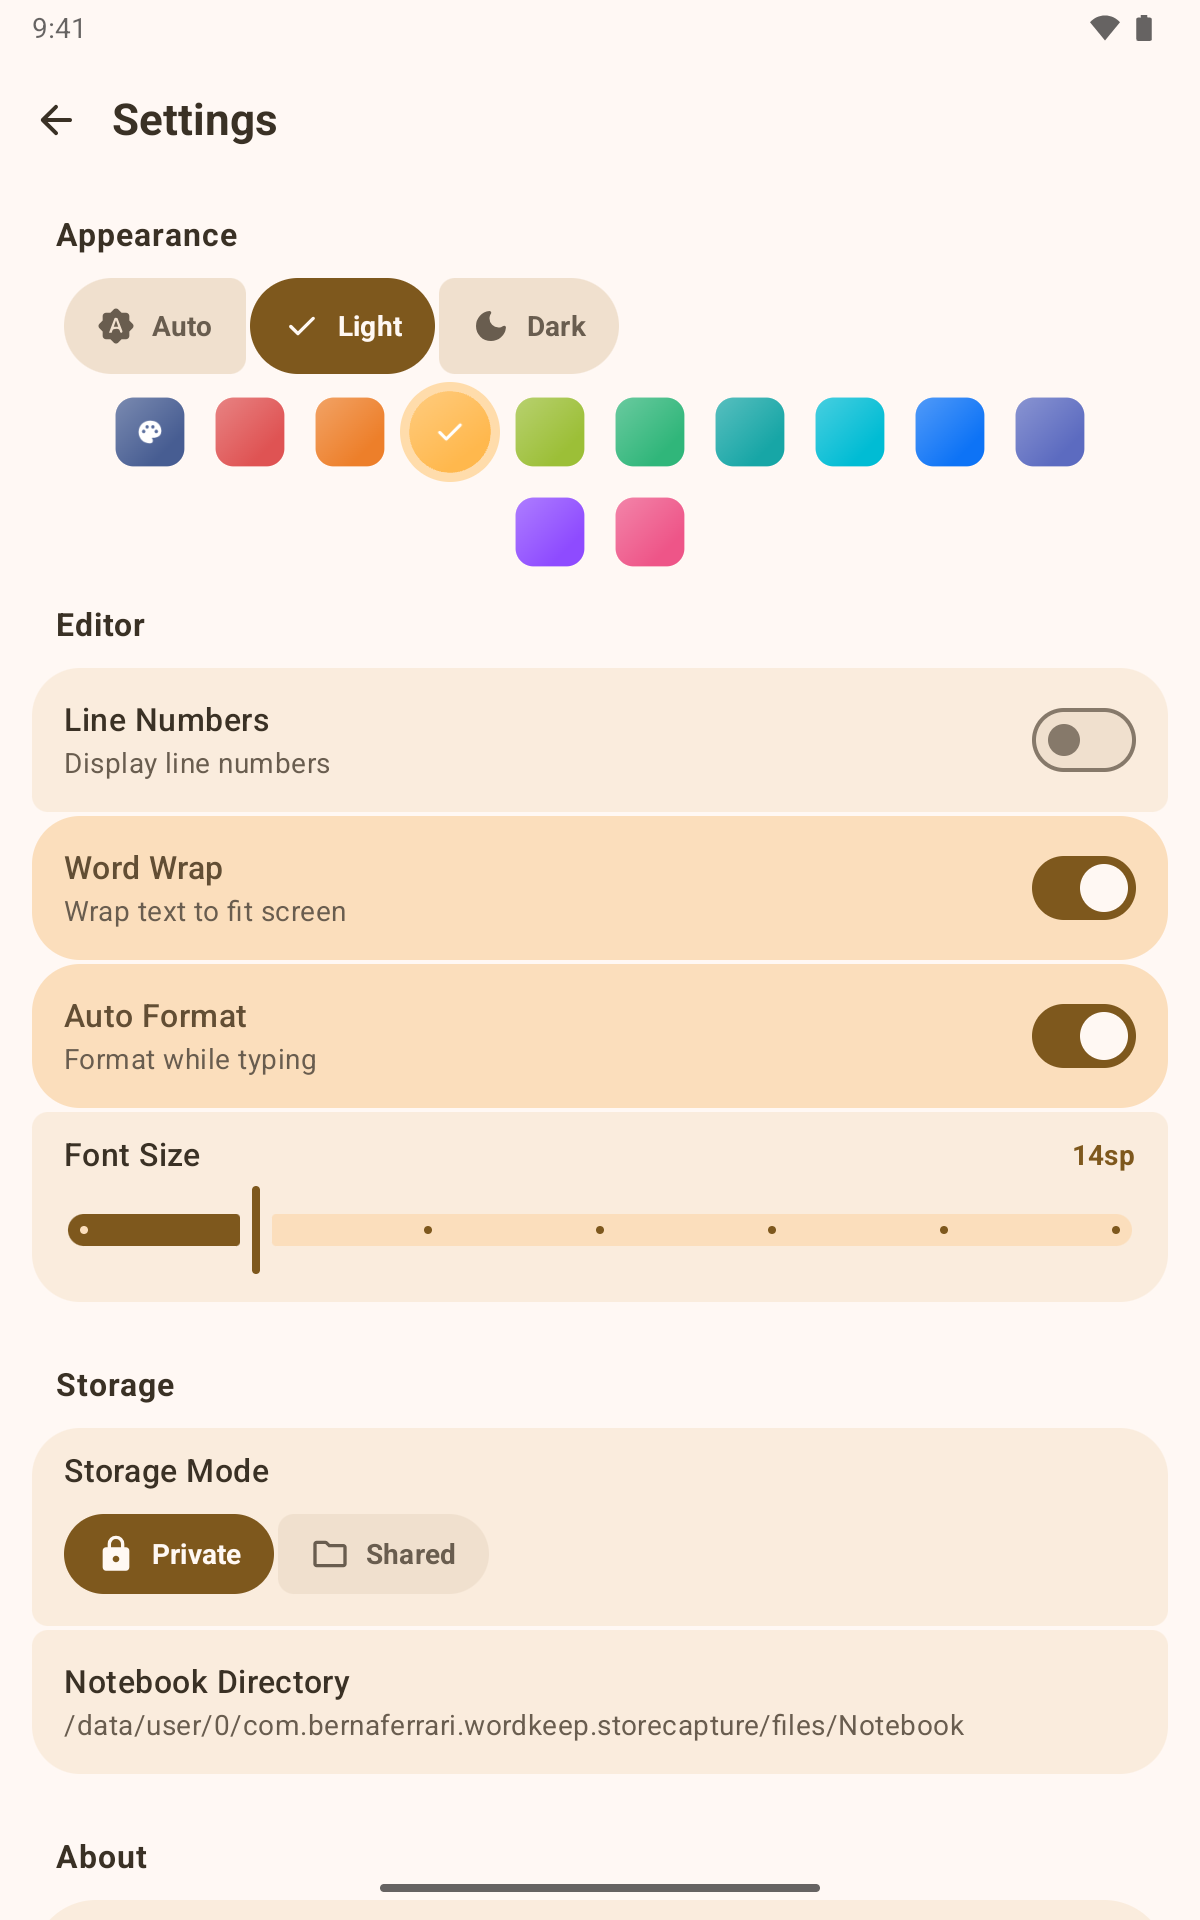 9:41
Settings
Appearance
Auto
Light
Dark
Editor
Line Numbers
Display line numbers
Word Wrap
Wrap text to fit screen
Auto Format
Format while typing
Font Size
14sp
Storage
Storage Mode
Private
Shared
Notebook Directory
/data/user/0/com.bernaferrari.wordkeep.storecapture/files/Notebook
About